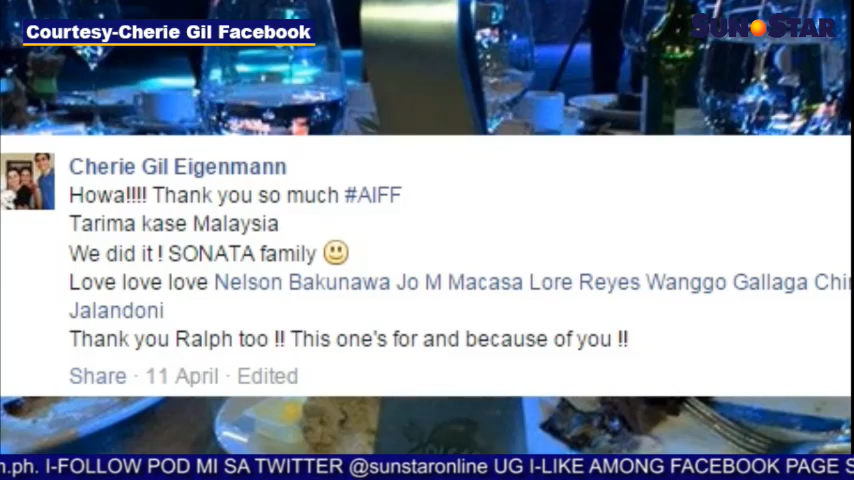 Courtesy-Cherie Gil Facebook
SUN STAR
Cherie Gil Eigenmann
Howa!!!! Thank you so much #AIFF
Tarima kase Malaysia
We did it ! SONATA family
Love love love Nelson Bakunawa Jo M Macasa Lore Reyes Wanggo Gallaga
Jalandoni
Thank you Ralph too !! This one's for and because of you !!
Share · 11 April · Edited
n.ph. I-FOLLOW POD MI SA TWITTER @sunstaronline UG I-LIKE AMONG FACEBOOK PAGE S